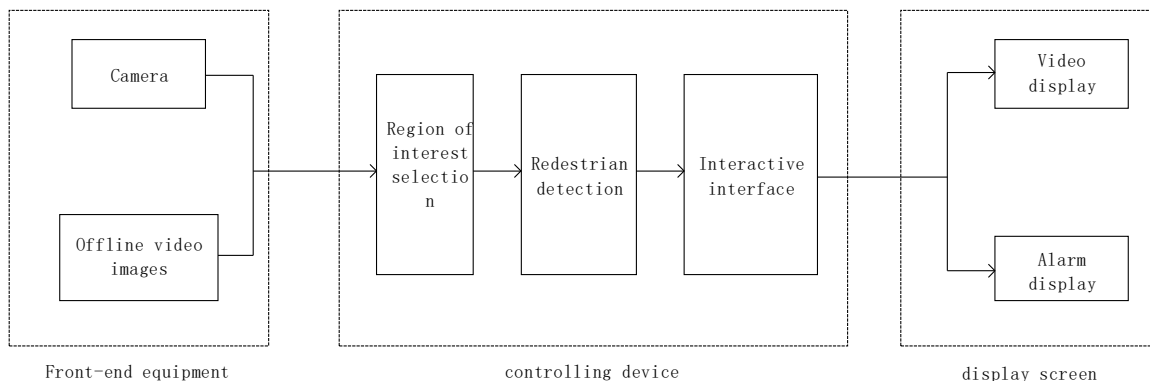 Camera
Offline video
images
Region of
interest
selectio
n
Redestrian
detection
Interactive
interface
Video
display
Alarm
display
Front-end equipment
controlling device
display screen